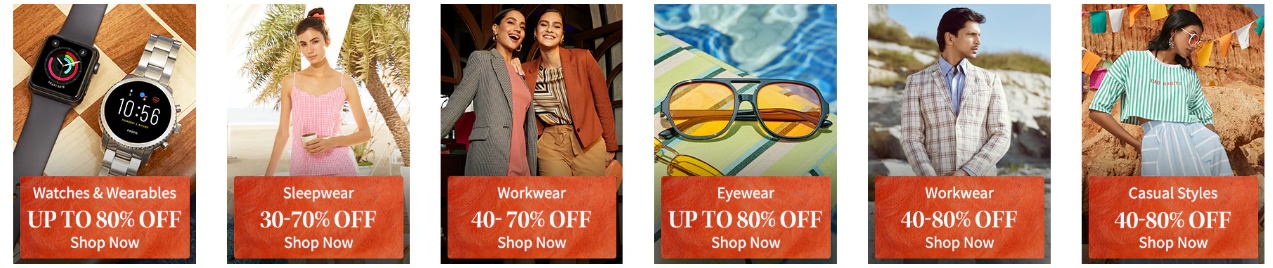 10:56
Watches & Wearables
UP TO 80% OFF
Shop Now
Sleepwear
30-70% OFF
Shop Now
Workwear
40- 70% OFF
Shop Now
Eyewear
UP TO 80% OFF
Shop Now
Workwear
40-80% OFF
Shop Now
Casual Styles
40-80% OFF
Shop Now